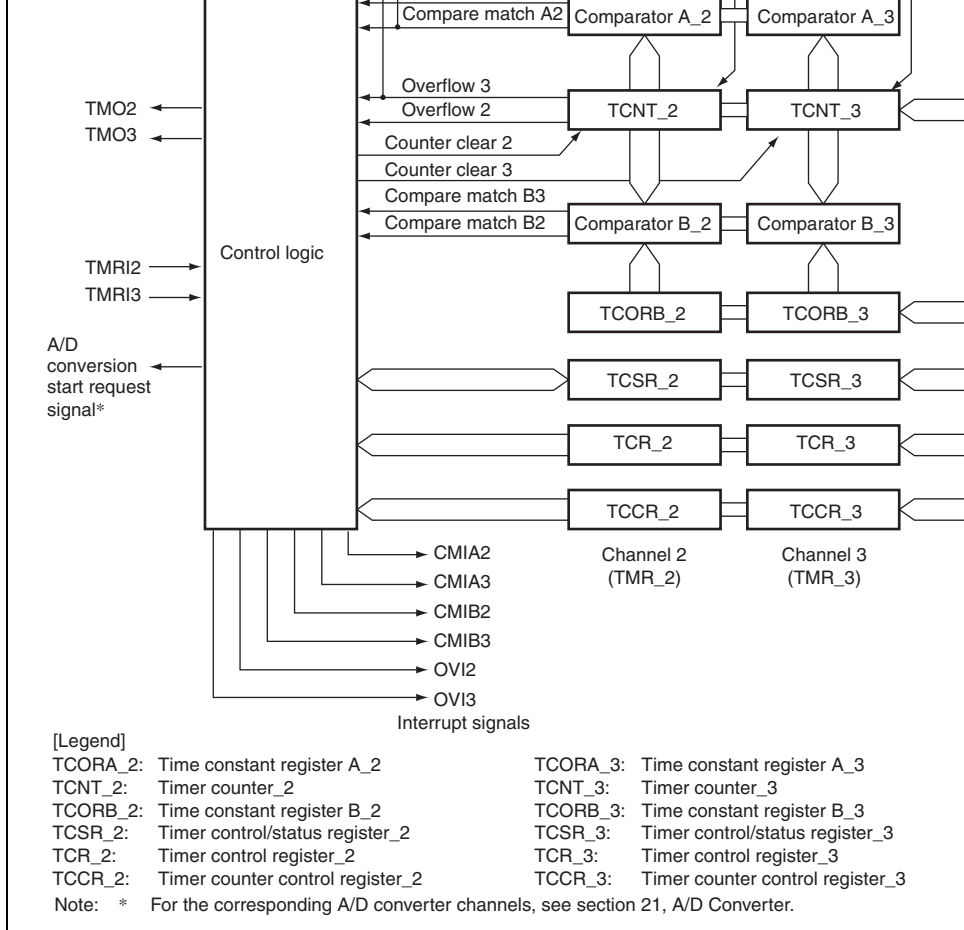 Compare match A2
Comparator A_2
Comparator A_3
Overflow 3
Overflow 2
TMO2
TMO3
TCNT_2
TCNT_3
Counter clear 2
Counter clear 3
Compare match B3
Compare match B2
Comparator B_2
Comparator B_3
Control logic
TMRI2
TMRI3
TCORB_2
TCORB_3
A/D
conversion
start request
signal*
TCSR_2
TCSR_3
TCR_2
TCR_3
TCCR_2
TCCR_3
Channel 2
(TMR_2)
Channel 3
(TMR_3)
CMIA2
CMIA3
CMIB2
CMIB3
OVI2
OVI3
Interrupt signals
[Legend]
TCORA_2: Time constant register A_2
TCORA_3: Time constant register A_3
TCNT_2: Timer counter_2
TCNT_3: Timer counter_3
TCORB_2: Time constant register B_2
TCORB_3: Time constant register B_3
TCSR_2: Timer control/status register_2
TCSR_3: Timer control/status register_3
TCR_2: Timer control register_2
TCR_3: Timer control register_3
TCCR_2: Timer counter control register_2
TCCR_3: Timer counter control register_3
Note: * For the corresponding A/D converter channels, see section 21, A/D Converter.